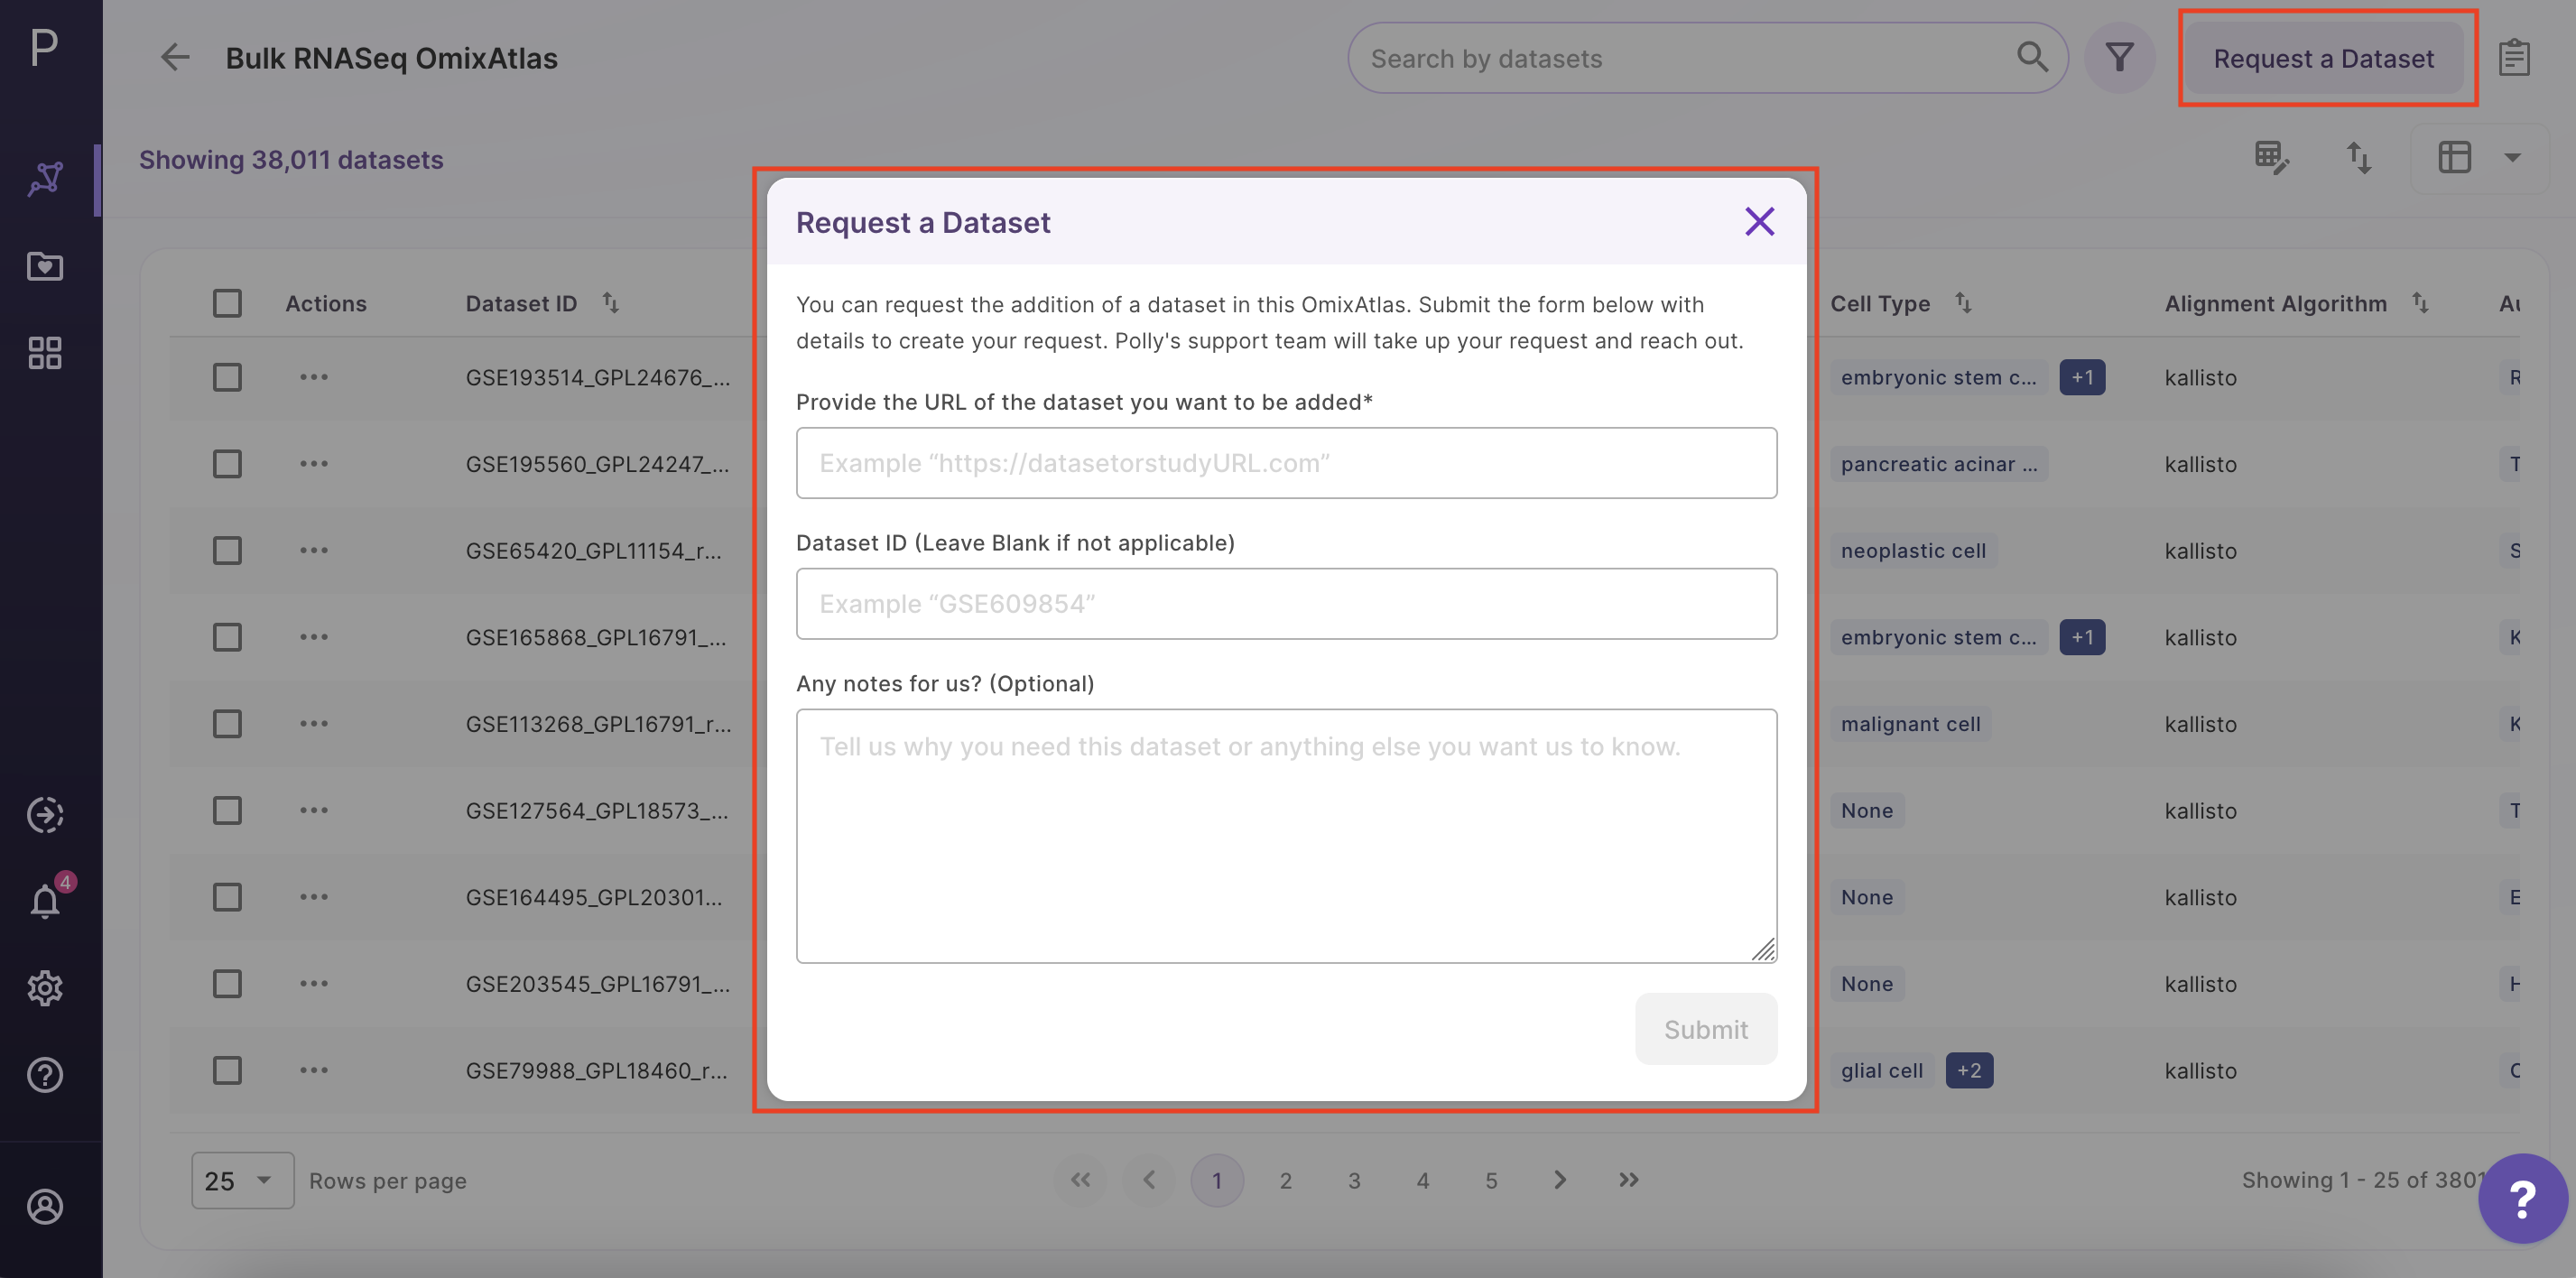 P
Bulk RNASeq OmixAtlas
Search by datasets
Request a Dataset
Showing 38,011 datasets
Request a Dataset
You can request the addition of a dataset in this OmixAtlas. Submit the form below with
details to create your request. Polly's support team will take up your request and reach out.
Provide the URL of the dataset you want to be added*
Example “https://datasetorstudyURL.com”
Dataset ID (Leave Blank if not applicable)
Example “GSE609854”
Any notes for us? (Optional)
Tell us why you need this dataset or anything else you want us to know.
Submit
Actions Dataset ID Cell Type Alignment Algorithm Au
GSE193514_GPL24676_... embryonic stem c... +1 kallisto R
GSE195560_GPL24247_... pancreatic acinar ... kallisto T
GSE65420_GPL11154_r... neoplastic cell kallisto S
GSE165868_GPL16791_... embryonic stem c... +1 kallisto K
GSE113268_GPL16791_r... malignant cell kallisto K
GSE127564_GPL18573_... None kallisto T
GSE164495_GPL20301... None kallisto E
GSE203545_GPL16791_... None kallisto H
GSE79988_GPL18460_r... glial cell +2 kallisto C
4
25 Rows per page 1 2 3 4 5 Showing 1 - 25 of 3801
?